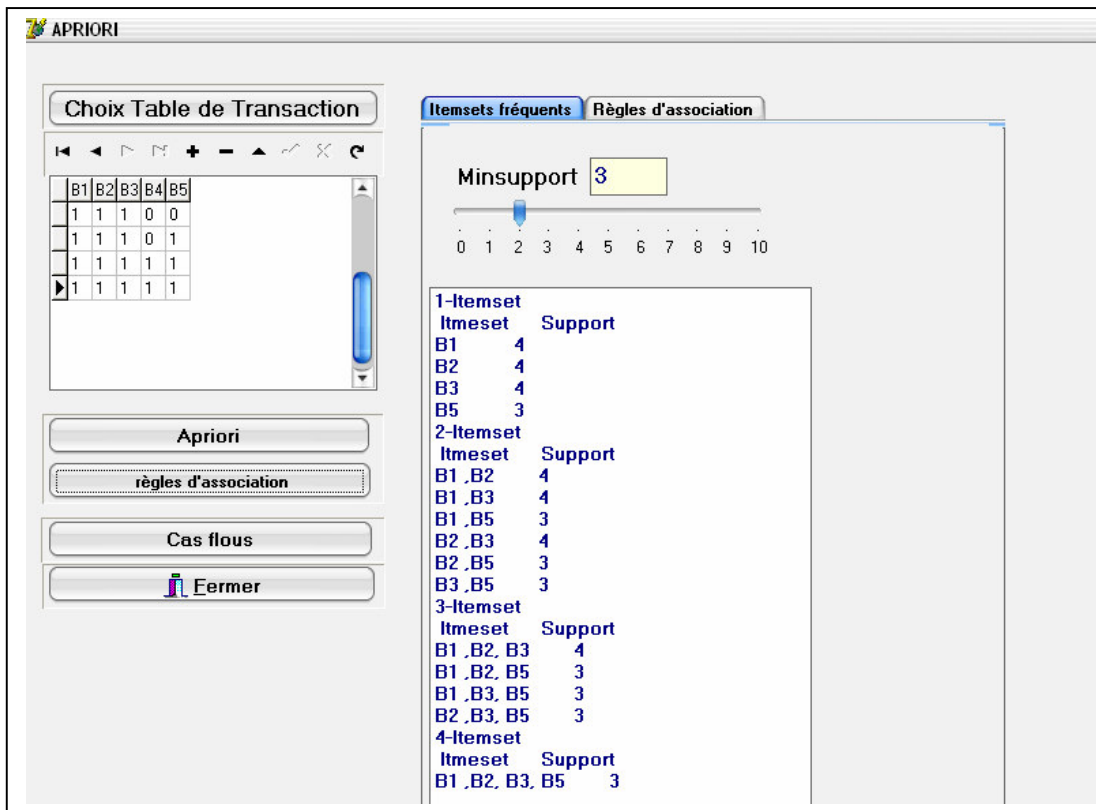 APRIORI
Choix Table de Transaction
B1 B2 B3 B4 B5
1 1 1 0 0
1 1 1 0 1
1 1 1 1 1
1 1 1 1 1
Apriori
règles d'association
Cas flous
Fermer
Itemsets fréquents Règles d'association
Minsupport 3
0 1 2 3 4 5 6 7 8 9 10
1-Itemset
Itmeset Support
B1 4
B2 4
B3 4
B5 3
2-Itemset
Itmeset Support
B1 ,B2 4
B1 ,B3 4
B1 ,B5 3
B2 ,B3 4
B2 ,B5 3
B3 ,B5 3
3-Itemset
Itmeset Support
B1 ,B2, B3 4
B1 ,B2, B5 3
B1 ,B3, B5 3
B2 ,B3, B5 3
4-Itemset
Itmeset Support
B1 ,B2, B3, B5 3